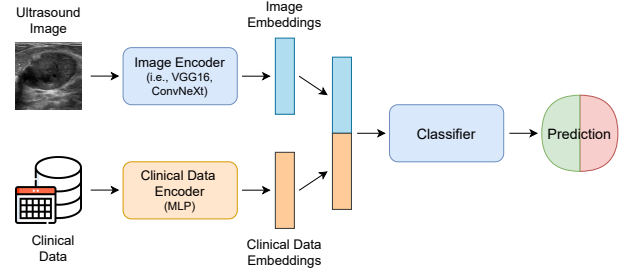 Ultrasound
Image
Image Encoder
(i.e., VGG16,
ConvNeXt)
Image
Embeddings
Clinical
Data
Clinical Data
Encoder
(MLP)
Clinical Data
Embeddings
Classifier
Prediction